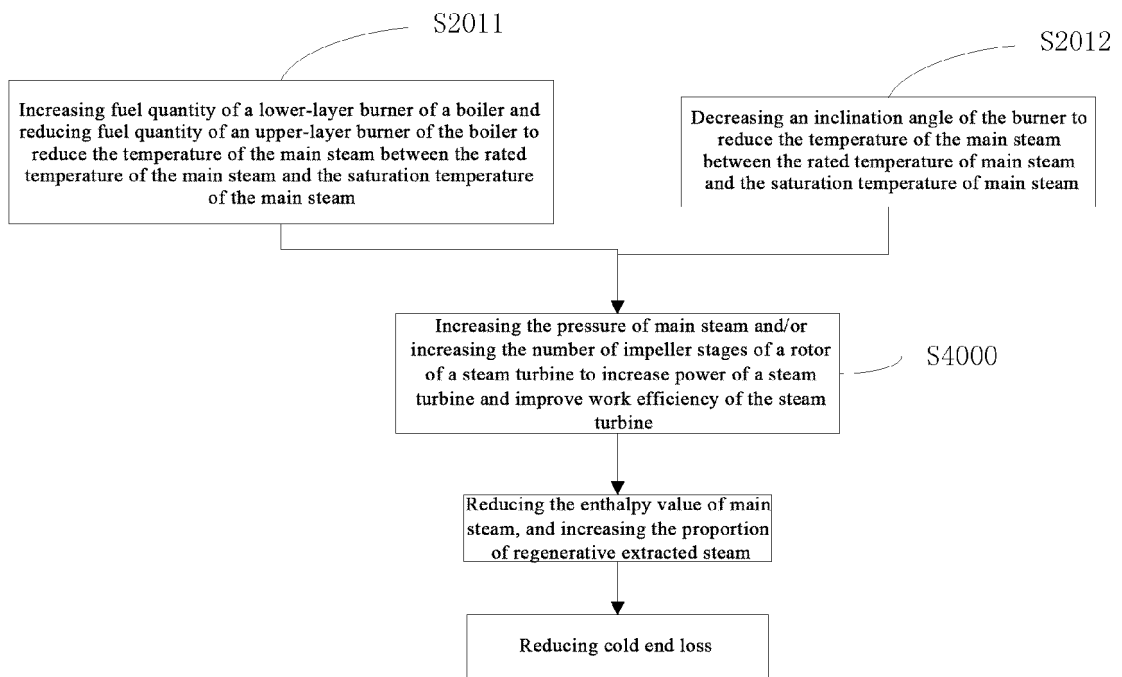 S2011
Increasing fuel quantity of a lower-layer burner of a boiler and
reducing fuel quantity of an upper-layer burner of the boiler to
reduce the temperature of the main steam between the rated
temperature of the main steam and the saturation temperature
of the main steam
S2012
Decreasing an inclination angle of the burner to
reduce the temperature of the main steam
between the rated temperature of main steam
and the saturation temperature of main steam
Increasing the pressure of main steam and/or
increasing the number of impeller stages of a rotor
of a steam turbine to increase power of a steam
turbine and improve work efficiency of the steam
turbine
S4000
Reducing the enthalpy value of main
steam, and increasing the proportion
of regenerative extracted steam
Reducing cold end loss